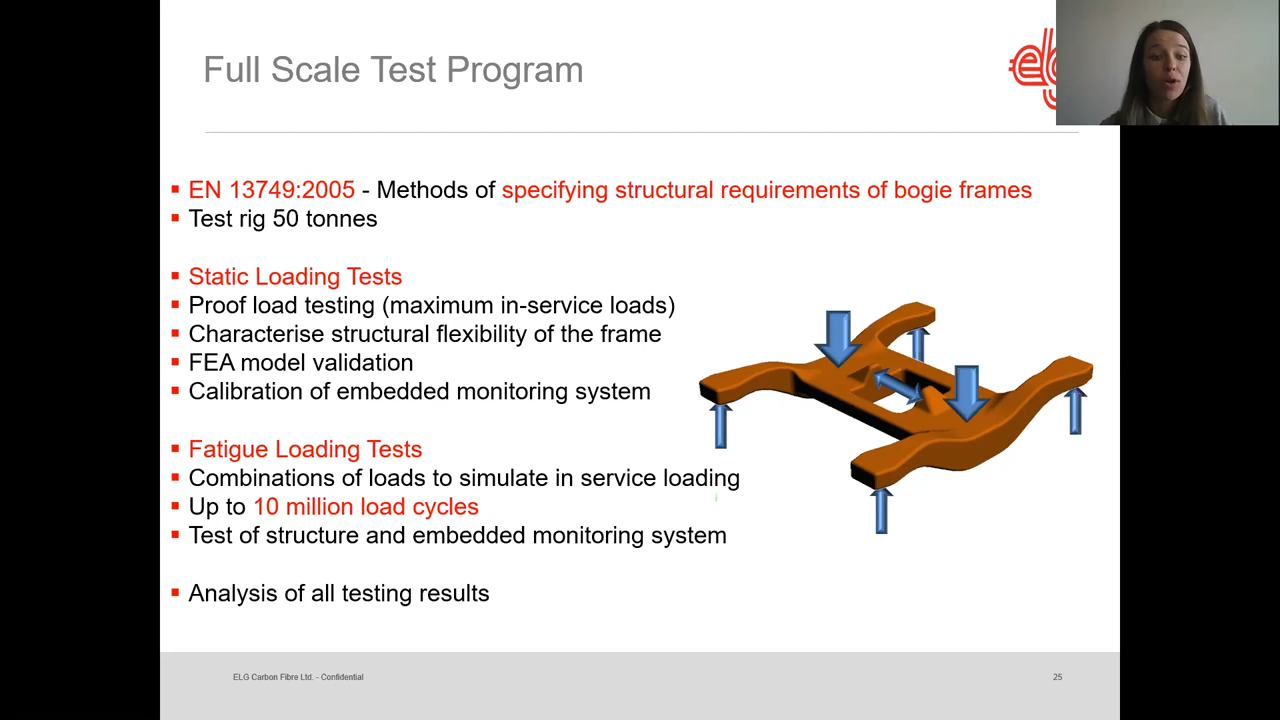 Full Scale Test Program
elg
EN 13749:2005 - Methods of specifying structural requirements of bogie frames
Test rig 50 tonnes
Static Loading Tests
Proof load testing (maximum in-service loads)
Characterise structural flexibility of the frame
FEA model validation
Calibration of embedded monitoring system
Fatigue Loading Tests
Combinations of loads to simulate in service loading
Up to 10 million load cycles
Test of structure and embedded monitoring system
Analysis of all testing results
ELG Carbon Fibre Ltd. - Confidential
25